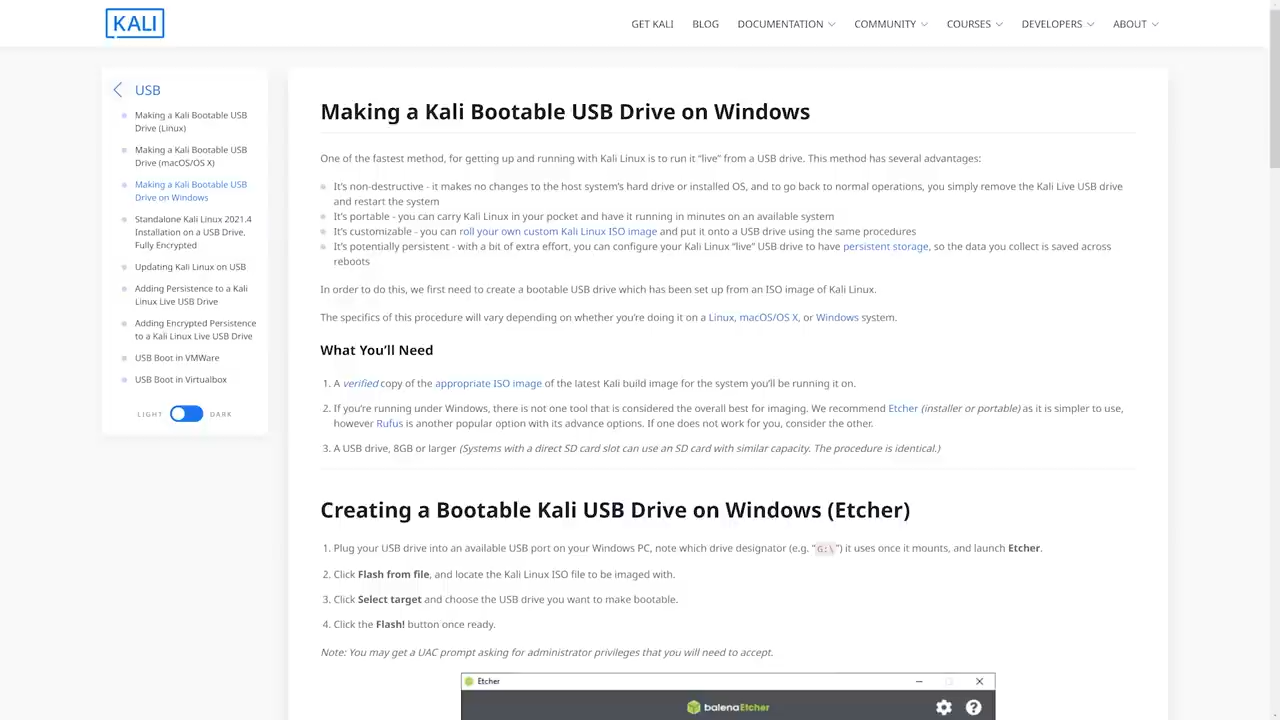 KALI
GET KALI BLOG DOCUMENTATION COMMUNITY COURSES DEVELOPERS ABOUT
USB
Making a Kali Bootable USB
Drive (Linux)
Making a Kali Bootable USB
Drive (macOS/OS X)
Making a Kali Bootable USB
Drive on Windows
Standalone Kali Linux 2021.4
Installation on a USB Drive,
Fully Encrypted
Updating Kali Linux on USB
Adding Persistence to a Kali
Linux Live USB Drive
Adding Encrypted Persistence
to a Kali Linux Live USB Drive
USB Boot in VMWare
USB Boot in Virtualbox
LIGHT DARK
Making a Kali Bootable USB Drive on Windows
One of the fastest method, for getting up and running with Kali Linux is to run it “live” from a USB drive. This method has several advantages:
It’s non-destructive - it makes no changes to the host system’s hard drive or installed OS, and to go back to normal operations, you simply remove the Kali Live USB drive
and restart the system
It’s portable - you can carry Kali Linux in your pocket and have it running in minutes on an available system
It’s customizable - you can roll your own custom Kali Linux ISO image and put it onto a USB drive using the same procedures
It’s potentially persistent - with a bit of extra effort, you can configure your Kali Linux “live” USB drive to have persistent storage, so the data you collect is saved across
reboots
In order to do this, we first need to create a bootable USB drive which has been set up from an ISO image of Kali Linux.
The specifics of this procedure will vary depending on whether you’re doing it on a Linux, macOS/OS X, or Windows system.
What You’ll Need
1. A verified copy of the appropriate ISO image of the latest Kali build image for the system you’ll be running it on.
2. If you’re running under Windows, there is not one tool that is considered the overall best for imaging. We recommend Etcher (installer or portable) as it is simpler to use,
however Rufus is another popular option with its advance options. If one does not work for you, consider the other.
3. A USB drive, 8GB or larger (Systems with a direct SD card slot can use an SD card with similar capacity. The procedure is identical.)
Creating a Bootable Kali USB Drive on Windows (Etcher)
1. Plug your USB drive into an available USB port on your Windows PC, note which drive designator (e.g. “G:\”) it uses once it mounts, and launch Etcher.
2. Click Flash from file, and locate the Kali Linux ISO file to be imaged with.
3. Click Select target and choose the USB drive you want to make bootable.
4. Click the Flash! button once ready.
Note: You may get a UAC prompt asking for administrator privileges that you will need to accept.
Etcher
balenaEtcher